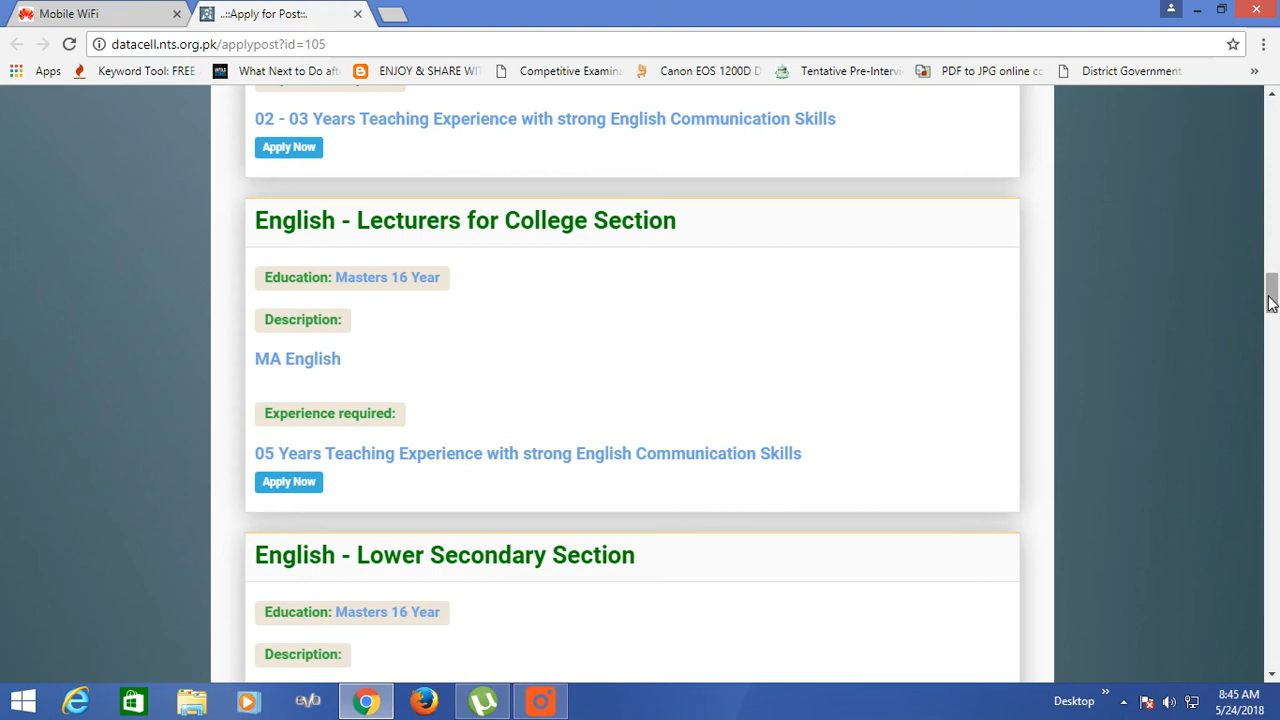 Mobile WiFi
..::Apply for Post::.
datacell.nts.org.pk/applypost?id=105
Apps
Keyword Tool: FREE
What Next to Do aft
ENJOY & SHARE WIT
Competitive Examina
Canon EOS 1200D D
Tentative Pre-Intervi
PDF to JPG online co
District Government
»
02 - 03 Years Teaching Experience with strong English Communication Skills
Apply Now
English - Lecturers for College Section
Education: Masters 16 Year
Description:
MA English
Experience required:
05 Years Teaching Experience with strong English Communication Skills
Apply Now
English - Lower Secondary Section
Education: Masters 16 Year
Description:
Desktop
»
8:45 AM
5/24/2018